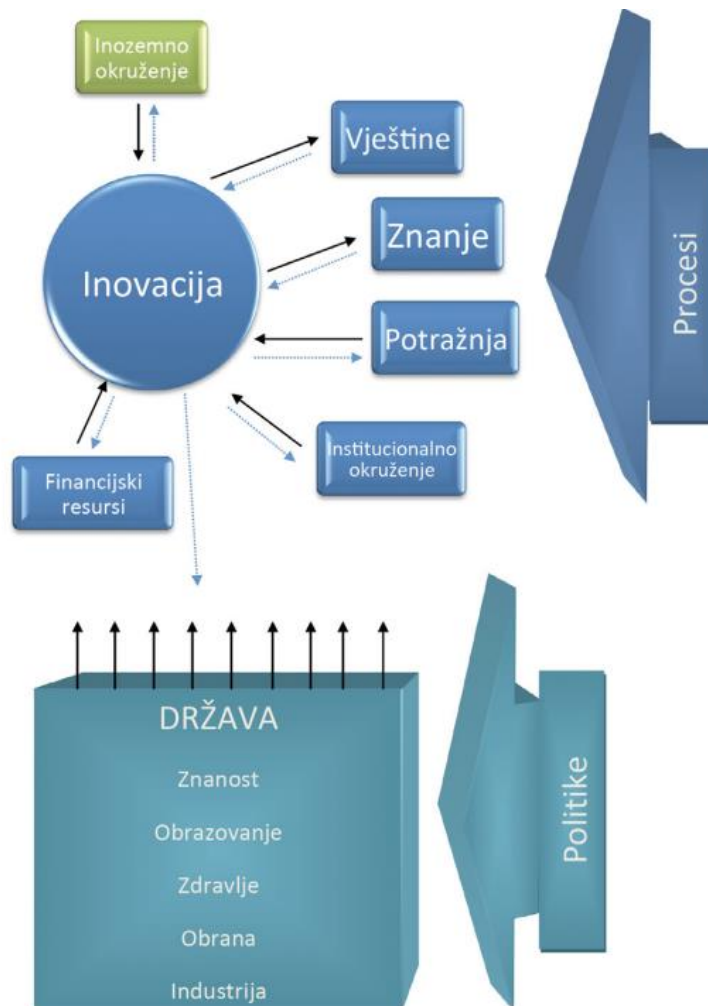 Inozemno
okruženje
Vještine
Znanje
Inovacija
Potražnja
Institucionalno
okruženje
Financijski
resursi
Procesi
DRŽAVA
Znanost
Obrazovanje
Zdravlje
Obrana
Industrija
Politike